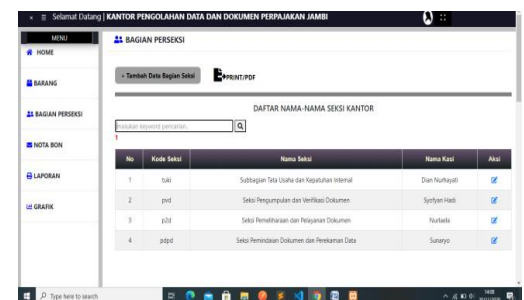 × ≡ Selamat Datang | KANTOR PENGOLAHAN DATA DAN DOKUMEN PERPAJAKAN JAMBI
MENU
HOME
BARANG
BAGIAN PERSEKSI
NOTA BON
LAPORAN
GRAFIK
BAGIAN PERSEKSI
+ Tambah Data Bagian Seksi
PRINT/PDF
DAFTAR NAMA-NAMA SEKSI KANTOR
masukan keyword pencarian..
1
No Kode Seksi Nama Seksi Nama Kasi Aksi
1 tuki Subbagian Tata Usaha dan Kepatuhan Internal Dian Nurhayati
2 pvd Seksi Pengumpulan dan Verifikasi Dokumen Syofyan Hadi
3 p2d Seksi Pemeliharaan dan Pelayanan Dokumen Nurlaela
4 pdpd Seksi Pemindaian Dokumen dan Perekaman Data Sunaryo
Type here to search